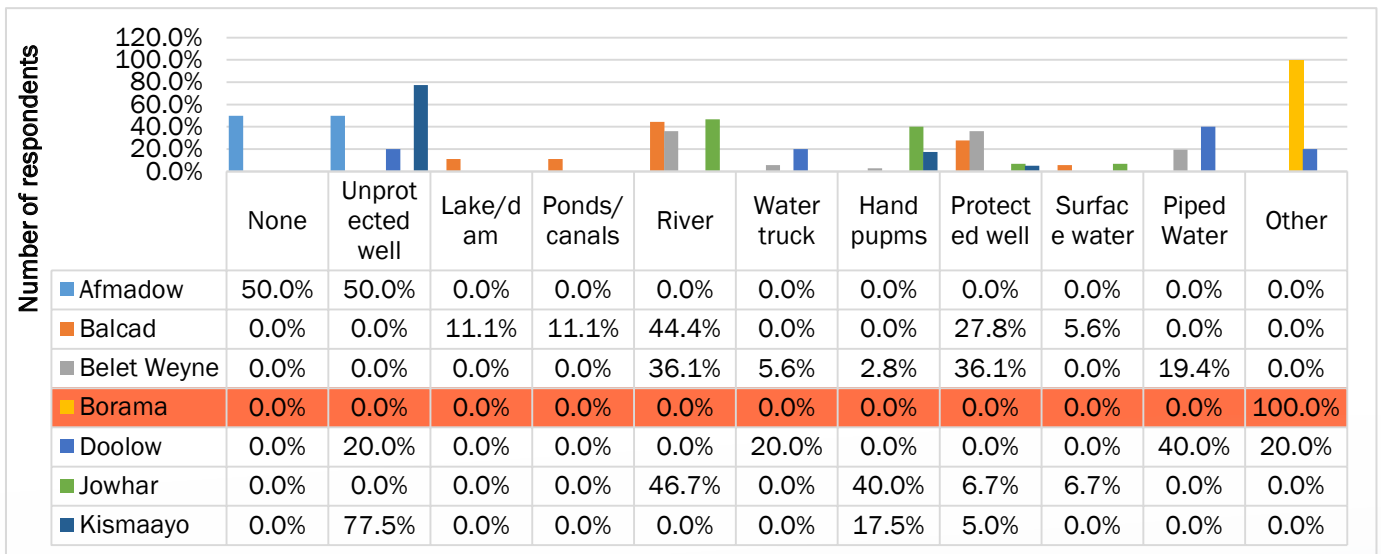 Number of respondents
120.0%
100.0%
80.0%
60.0%
40.0%
20.0%
0.0%
None Unprot ected well Lake/d am Ponds/ canals River Water truck Hand pupms Protect ed well Surfac e water Piped Water Other
Afmadow 50.0% 50.0% 0.0% 0.0% 0.0% 0.0% 0.0% 0.0% 0.0% 0.0% 0.0%
Balcad 0.0% 0.0% 11.1% 11.1% 44.4% 0.0% 0.0% 27.8% 5.6% 0.0% 0.0%
Belet Weyne 0.0% 0.0% 0.0% 0.0% 36.1% 5.6% 2.8% 36.1% 0.0% 19.4% 0.0%
Borama 0.0% 0.0% 0.0% 0.0% 0.0% 0.0% 0.0% 0.0% 0.0% 0.0% 100.0%
Doolow 0.0% 20.0% 0.0% 0.0% 0.0% 20.0% 0.0% 0.0% 0.0% 40.0% 20.0%
Jowhar 0.0% 0.0% 0.0% 0.0% 46.7% 0.0% 40.0% 6.7% 6.7% 0.0% 0.0%
Kismaayo 0.0% 77.5% 0.0% 0.0% 0.0% 0.0% 17.5% 5.0% 0.0% 0.0% 0.0%